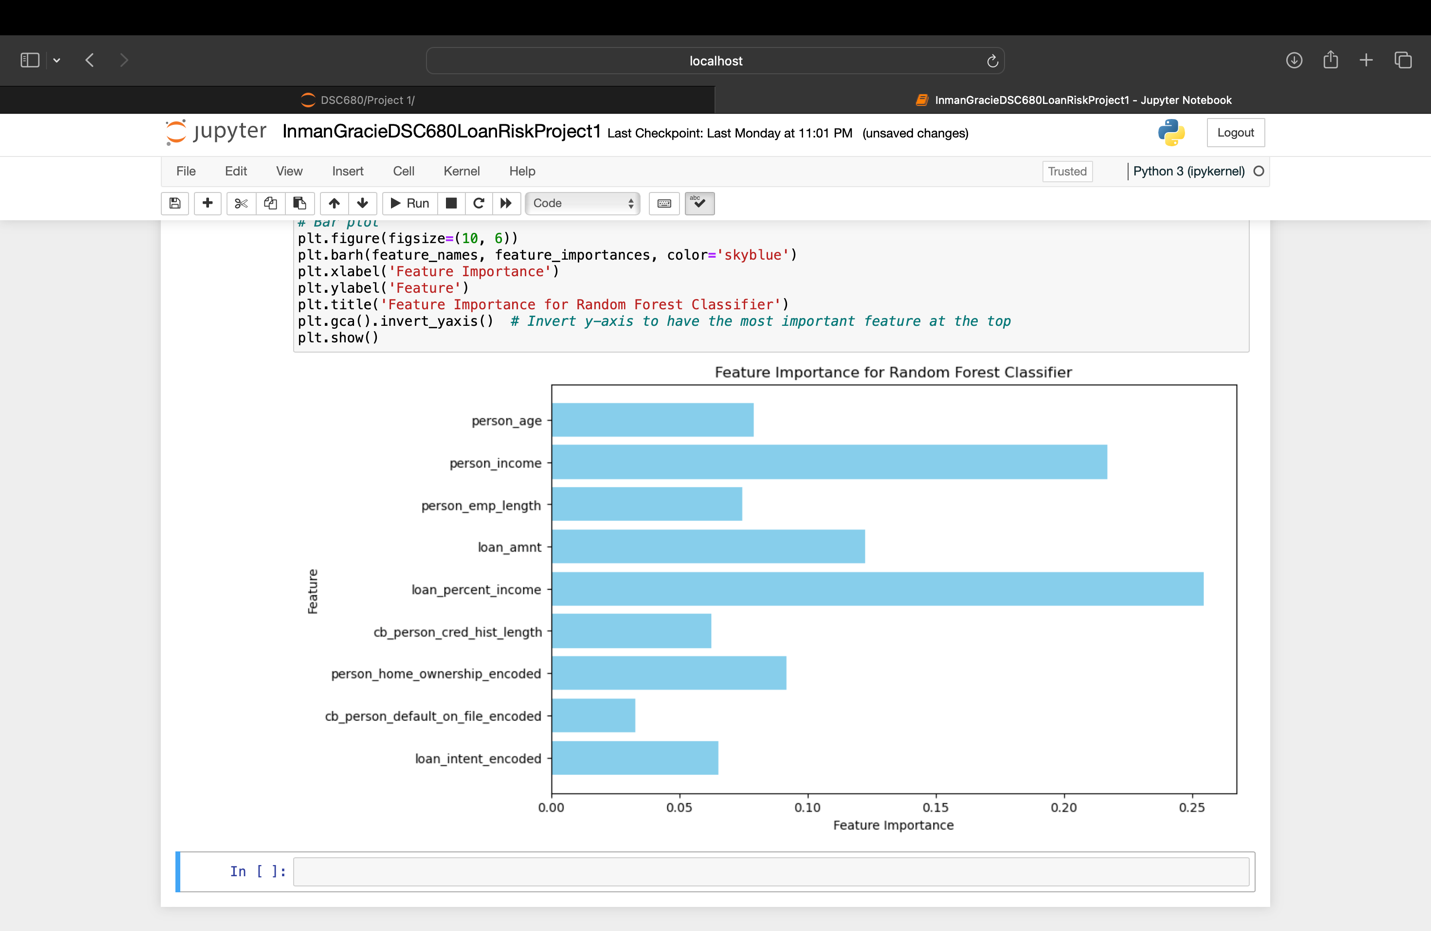 localhost
DSC680/Project 1/
InmanGracieDSC680LoanRiskProject1 - Jupyter Notebook
jupyter InmanGracieDSC680LoanRiskProject1 Last Checkpoint: Last Monday at 11:01 PM (unsaved changes)
Logout
File Edit View Insert Cell Kernel Help
Trusted
Python 3 (ipykernel)
Run
Code
abc
# Bar plot
plt.figure(figsize=(10, 6))
plt.barh(feature_names, feature_importances, color='skyblue')
plt.xlabel('Feature Importance')
plt.ylabel('Feature')
plt.title('Feature Importance for Random Forest Classifier')
plt.gca().invert_yaxis()  # Invert y-axis to have the most important feature at the top
plt.show()
Feature Importance for Random Forest Classifier
person_age
person_income
person_emp_length
loan_amnt
loan_percent_income
cb_person_cred_hist_length
person_home_ownership_encoded
cb_person_default_on_file_encoded
loan_intent_encoded
Feature
0.00 0.05 0.10 0.15 0.20 0.25
Feature Importance
In [ ]: